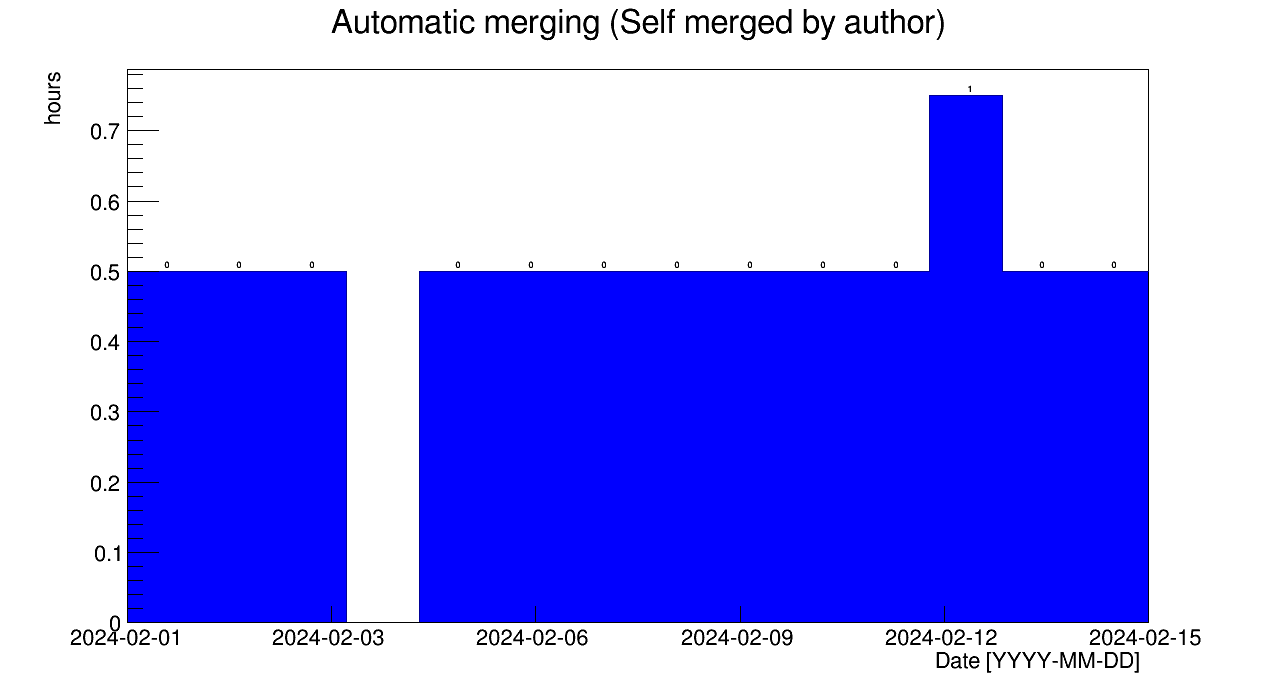 Automatic merging (Self merged by author)
hours
1
0.7
0.6
0 0 0 0 0 0 0 0 0 0 0 0
0.5
0.4
0.3
0.2
0.1
0
2024-02-01 2024-02-03 2024-02-06 2024-02-09 2024-02-12 2024-02-15
Date [YYYY-MM-DD]